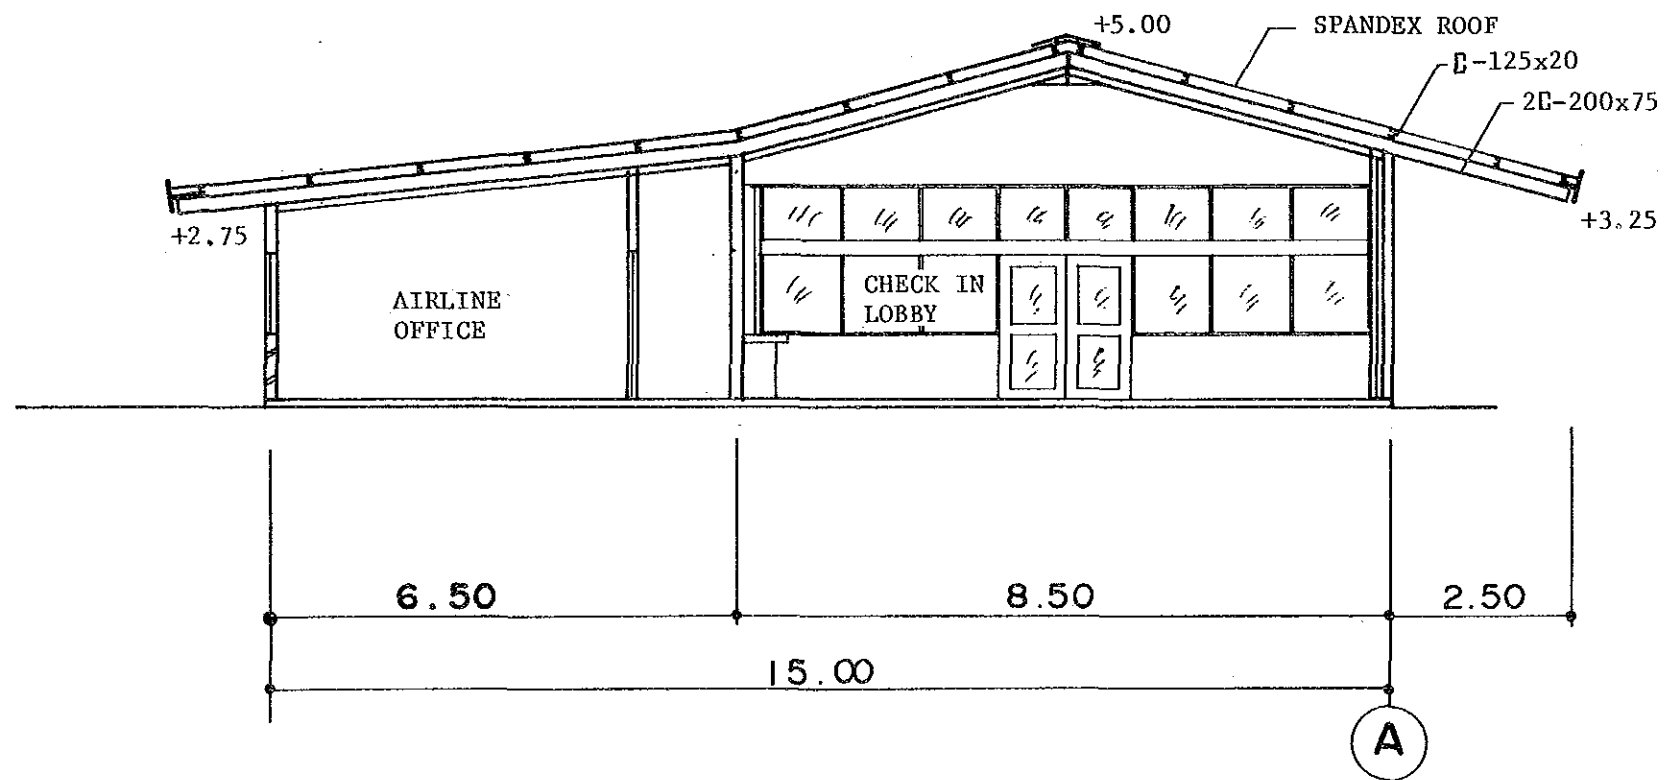 +5.00
SPANDEX ROOF
C-125x20
2C-200x75
+2.75
+3.25
AIRLINE
OFFICE
CHECK IN
LOBBY
6.50
8.50
2.50
15.00
A